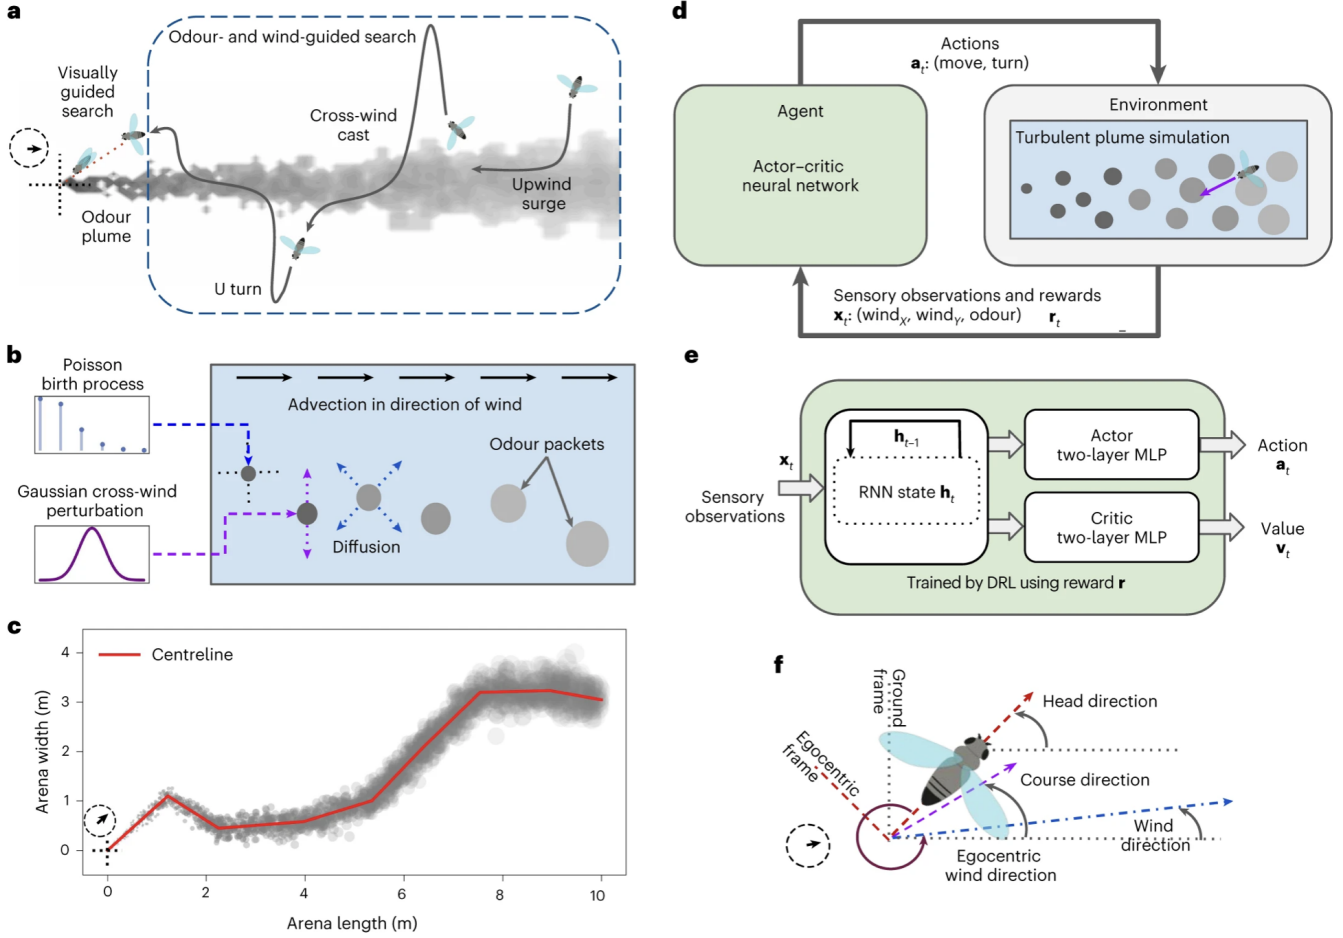 a
Odour- and wind-guided search
Visually
guided
search
Cross-wind
cast
Upwind
surge
Odour
plume
U turn
b
Poisson
birth process
Advection in direction of wind
Odour packets
Gaussian cross-wind
perturbation
Diffusion
c
Centreline
Arena width (m)
4
3
2
1
0
0 2 4 6 8 10
Arena length (m)
d
Actions
a_t: (move, turn)
Agent
Actor–critic
neural network
Environment
Turbulent plume simulation
Sensory observations and rewards
x_t: (wind_X, wind_Y, odour) r_t
e
x_t
Sensory
observations
h_t−1
RNN state h_t
Actor
two-layer MLP
Critic
two-layer MLP
Action
a_t
Value
v_t
Trained by DRL using reward r
f
Ground
frame
Egocentric
frame
Head direction
Course direction
Wind
direction
Egocentric
wind direction